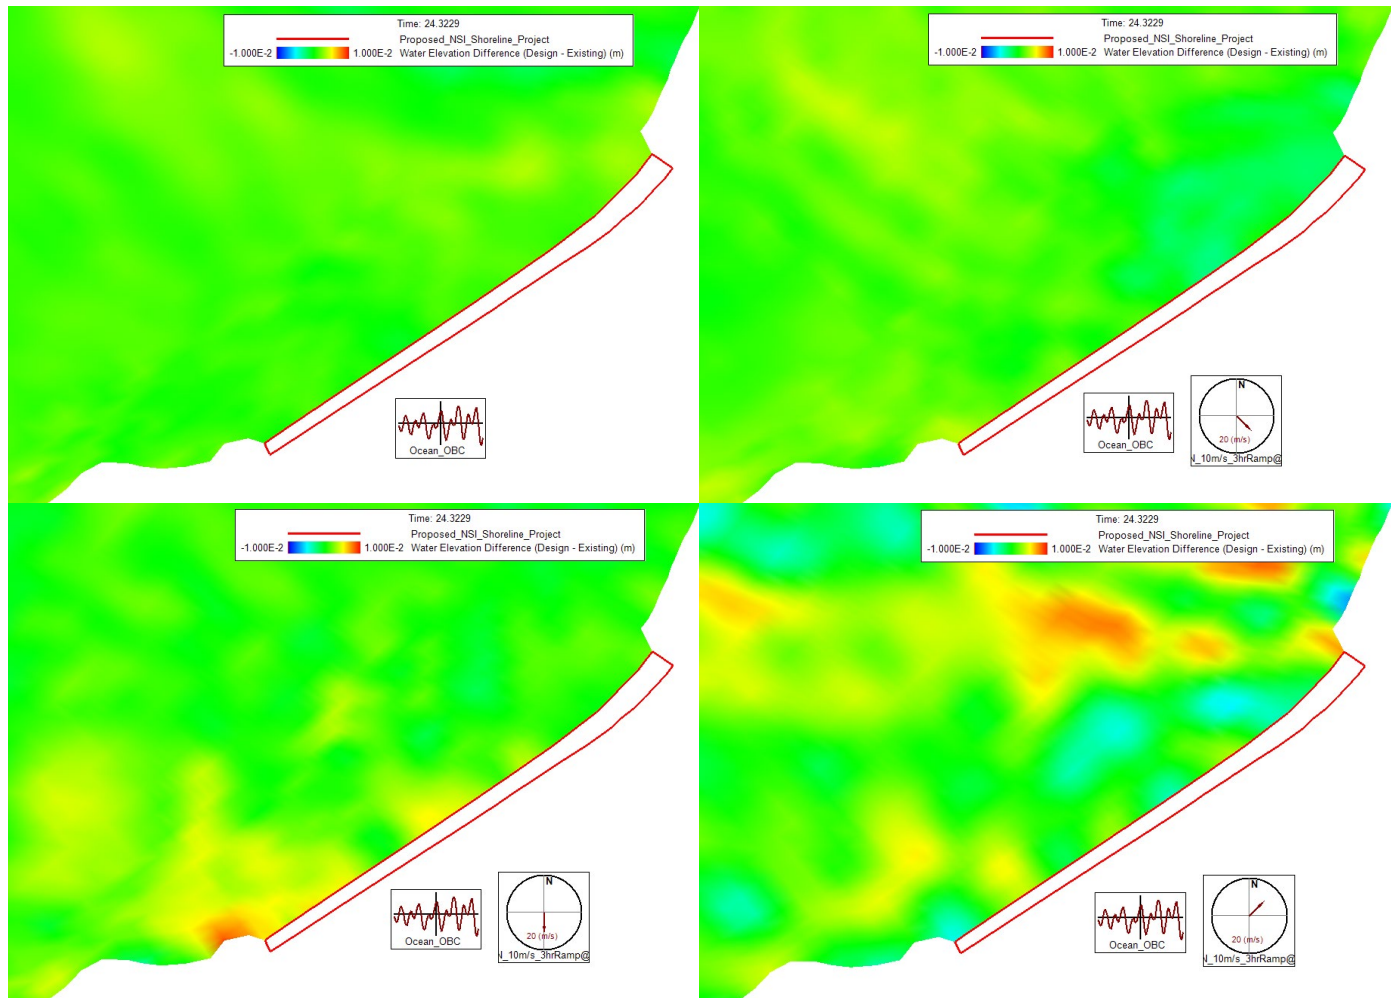 Time: 24.3229
Proposed_NSI_Shoreline_Project
-1.000E-2 1.000E-2 Water Elevation Difference (Design - Existing) (m)
Ocean_OBC
Time: 24.3229
Proposed_NSI_Shoreline_Project
-1.000E-2 1.000E-2 Water Elevation Difference (Design - Existing) (m)
Ocean_OBC
N
20 (m/s)
N_10m/s_3hrRamp@
Time: 24.3229
Proposed_NSI_Shoreline_Project
-1.000E-2 1.000E-2 Water Elevation Difference (Design - Existing) (m)
Ocean_OBC
N
20 (m/s)
N_10m/s_3hrRamp@
Time: 24.3229
Proposed_NSI_Shoreline_Project
-1.000E-2 1.000E-2 Water Elevation Difference (Design - Existing) (m)
Ocean_OBC
N
20 (m/s)
N_10m/s_3hrRamp@